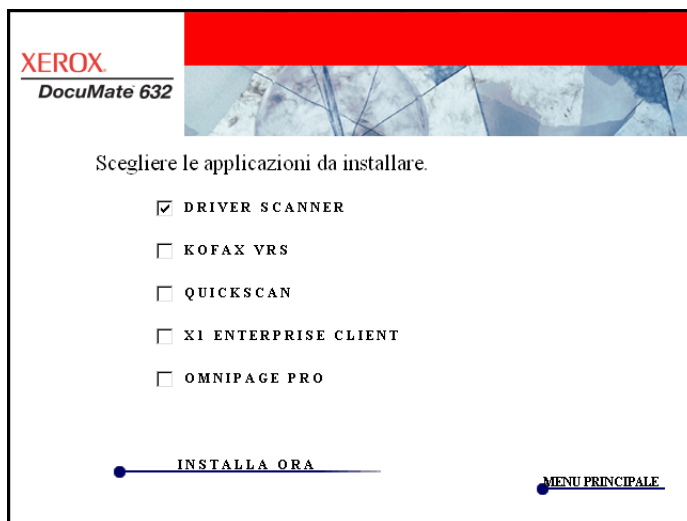 XEROX.
DocuMate 632
Scegliere le applicazioni da installare.
DRIVER SCANNER
KOFAX VRS
QUICKSCAN
X1 ENTERPRISE CLIENT
OMNIPAGE PRO
INSTALLA ORA
MENU PRINCIPALE